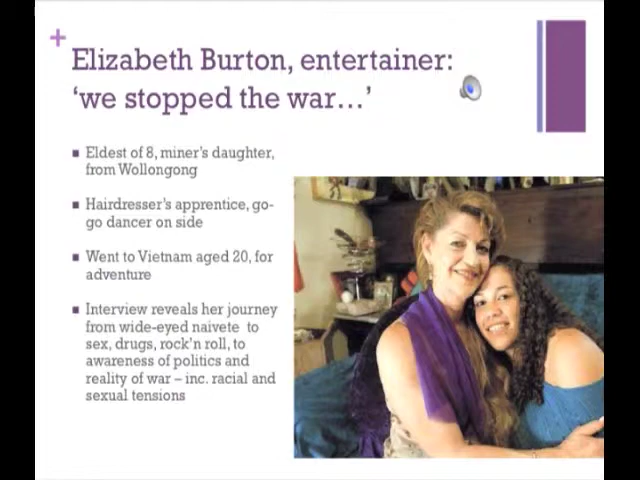 Elizabeth Burton, entertainer:
‘we stopped the war…’
Eldest of 8, miner’s daughter,
from Wollongong
Hairdresser’s apprentice, go-
go dancer on side
Went to Vietnam aged 20, for
adventure
Interview reveals her journey
from wide-eyed naivete to
sex, drugs, rock’n roll, to
awareness of politics and
reality of war – inc. racial and
sexual tensions